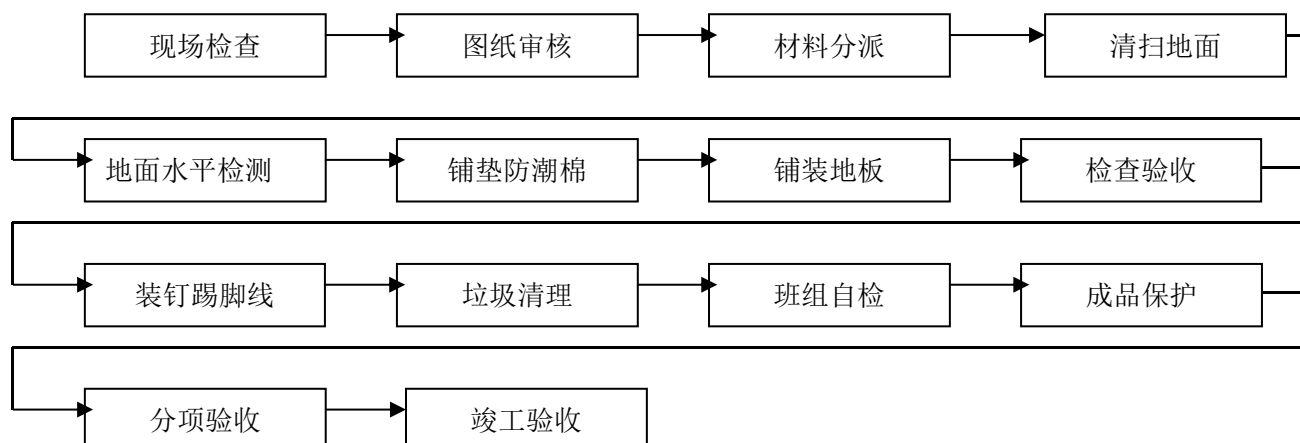 现场检查 图纸审核 材料分派 清扫地面
地面水平检测 铺垫防潮棉 铺装地板 检查验收
装钉踢脚线 垃圾清理 班组自检 成品保护
分项验收 竣工验收